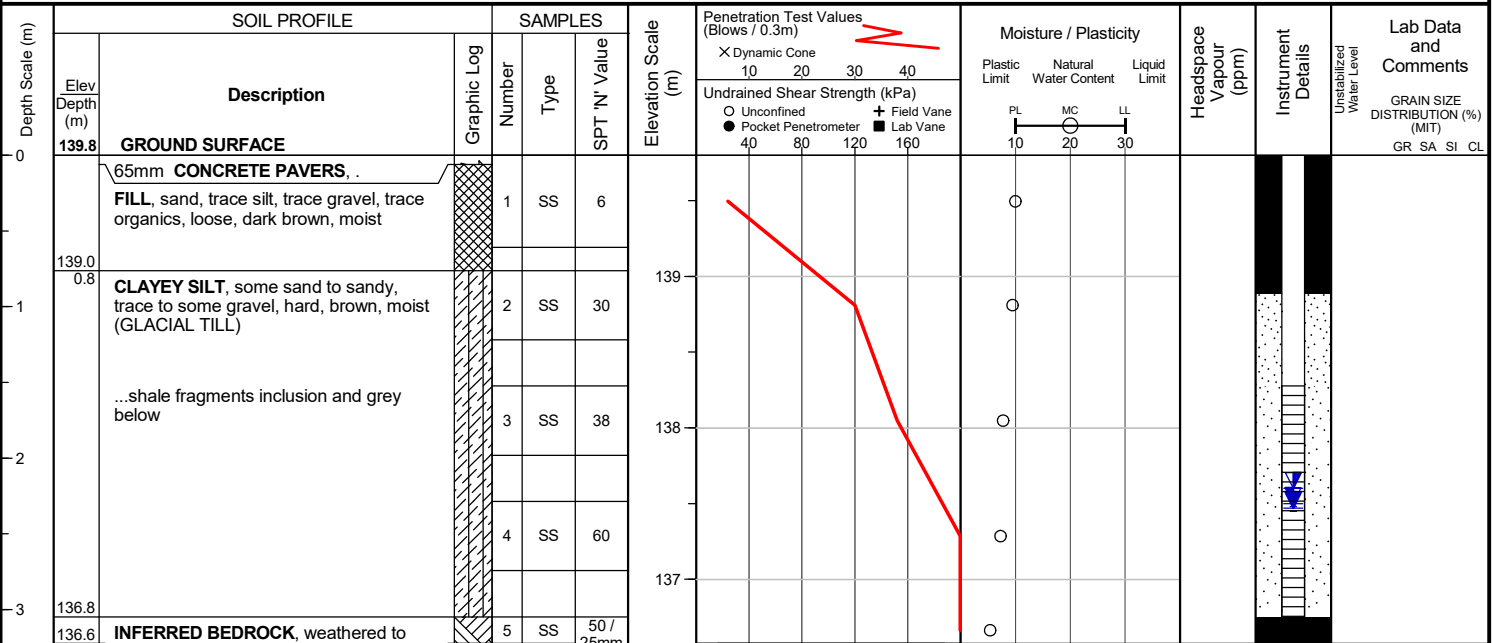 SOIL PROFILE
SAMPLES
Depth Scale (m)
Elev
Depth
(m)
139.8
Description
GROUND SURFACE
Graphic Log
Number
Type
SPT 'N' Value
Elevation Scale
(m)
Penetration Test Values
(Blows / 0.3m)
Dynamic Cone
10 20 30 40
Undrained Shear Strength (kPa)
Unconfined
Field Vane
Pocket Penetrometer
Lab Vane
40 80 120 160
Moisture / Plasticity
Plastic
Limit
Natural
Water Content
Liquid
Limit
PL MC LL
10 20 30
Headspace
Vapour
(ppm)
Instrument
Details
Unstabilized
Water Level
Lab Data
and
Comments
GRAIN SIZE
DISTRIBUTION (%)
(MIT)
GR SA SI CL
0
65mm CONCRETE PAVERS, .
FILL, sand, trace silt, trace gravel, trace
organics, loose, dark brown, moist
1 SS 6
139.0
0.8
139
CLAYEY SILT, some sand to sandy,
trace to some gravel, hard, brown, moist
(GLACIAL TILL)
1
2 SS 30
...shale fragments inclusion and grey
below
3 SS 38
138
2
4 SS 60
137
3
136.8
136.6
INFERRED BEDROCK, weathered to
5 SS 50 /
25mm